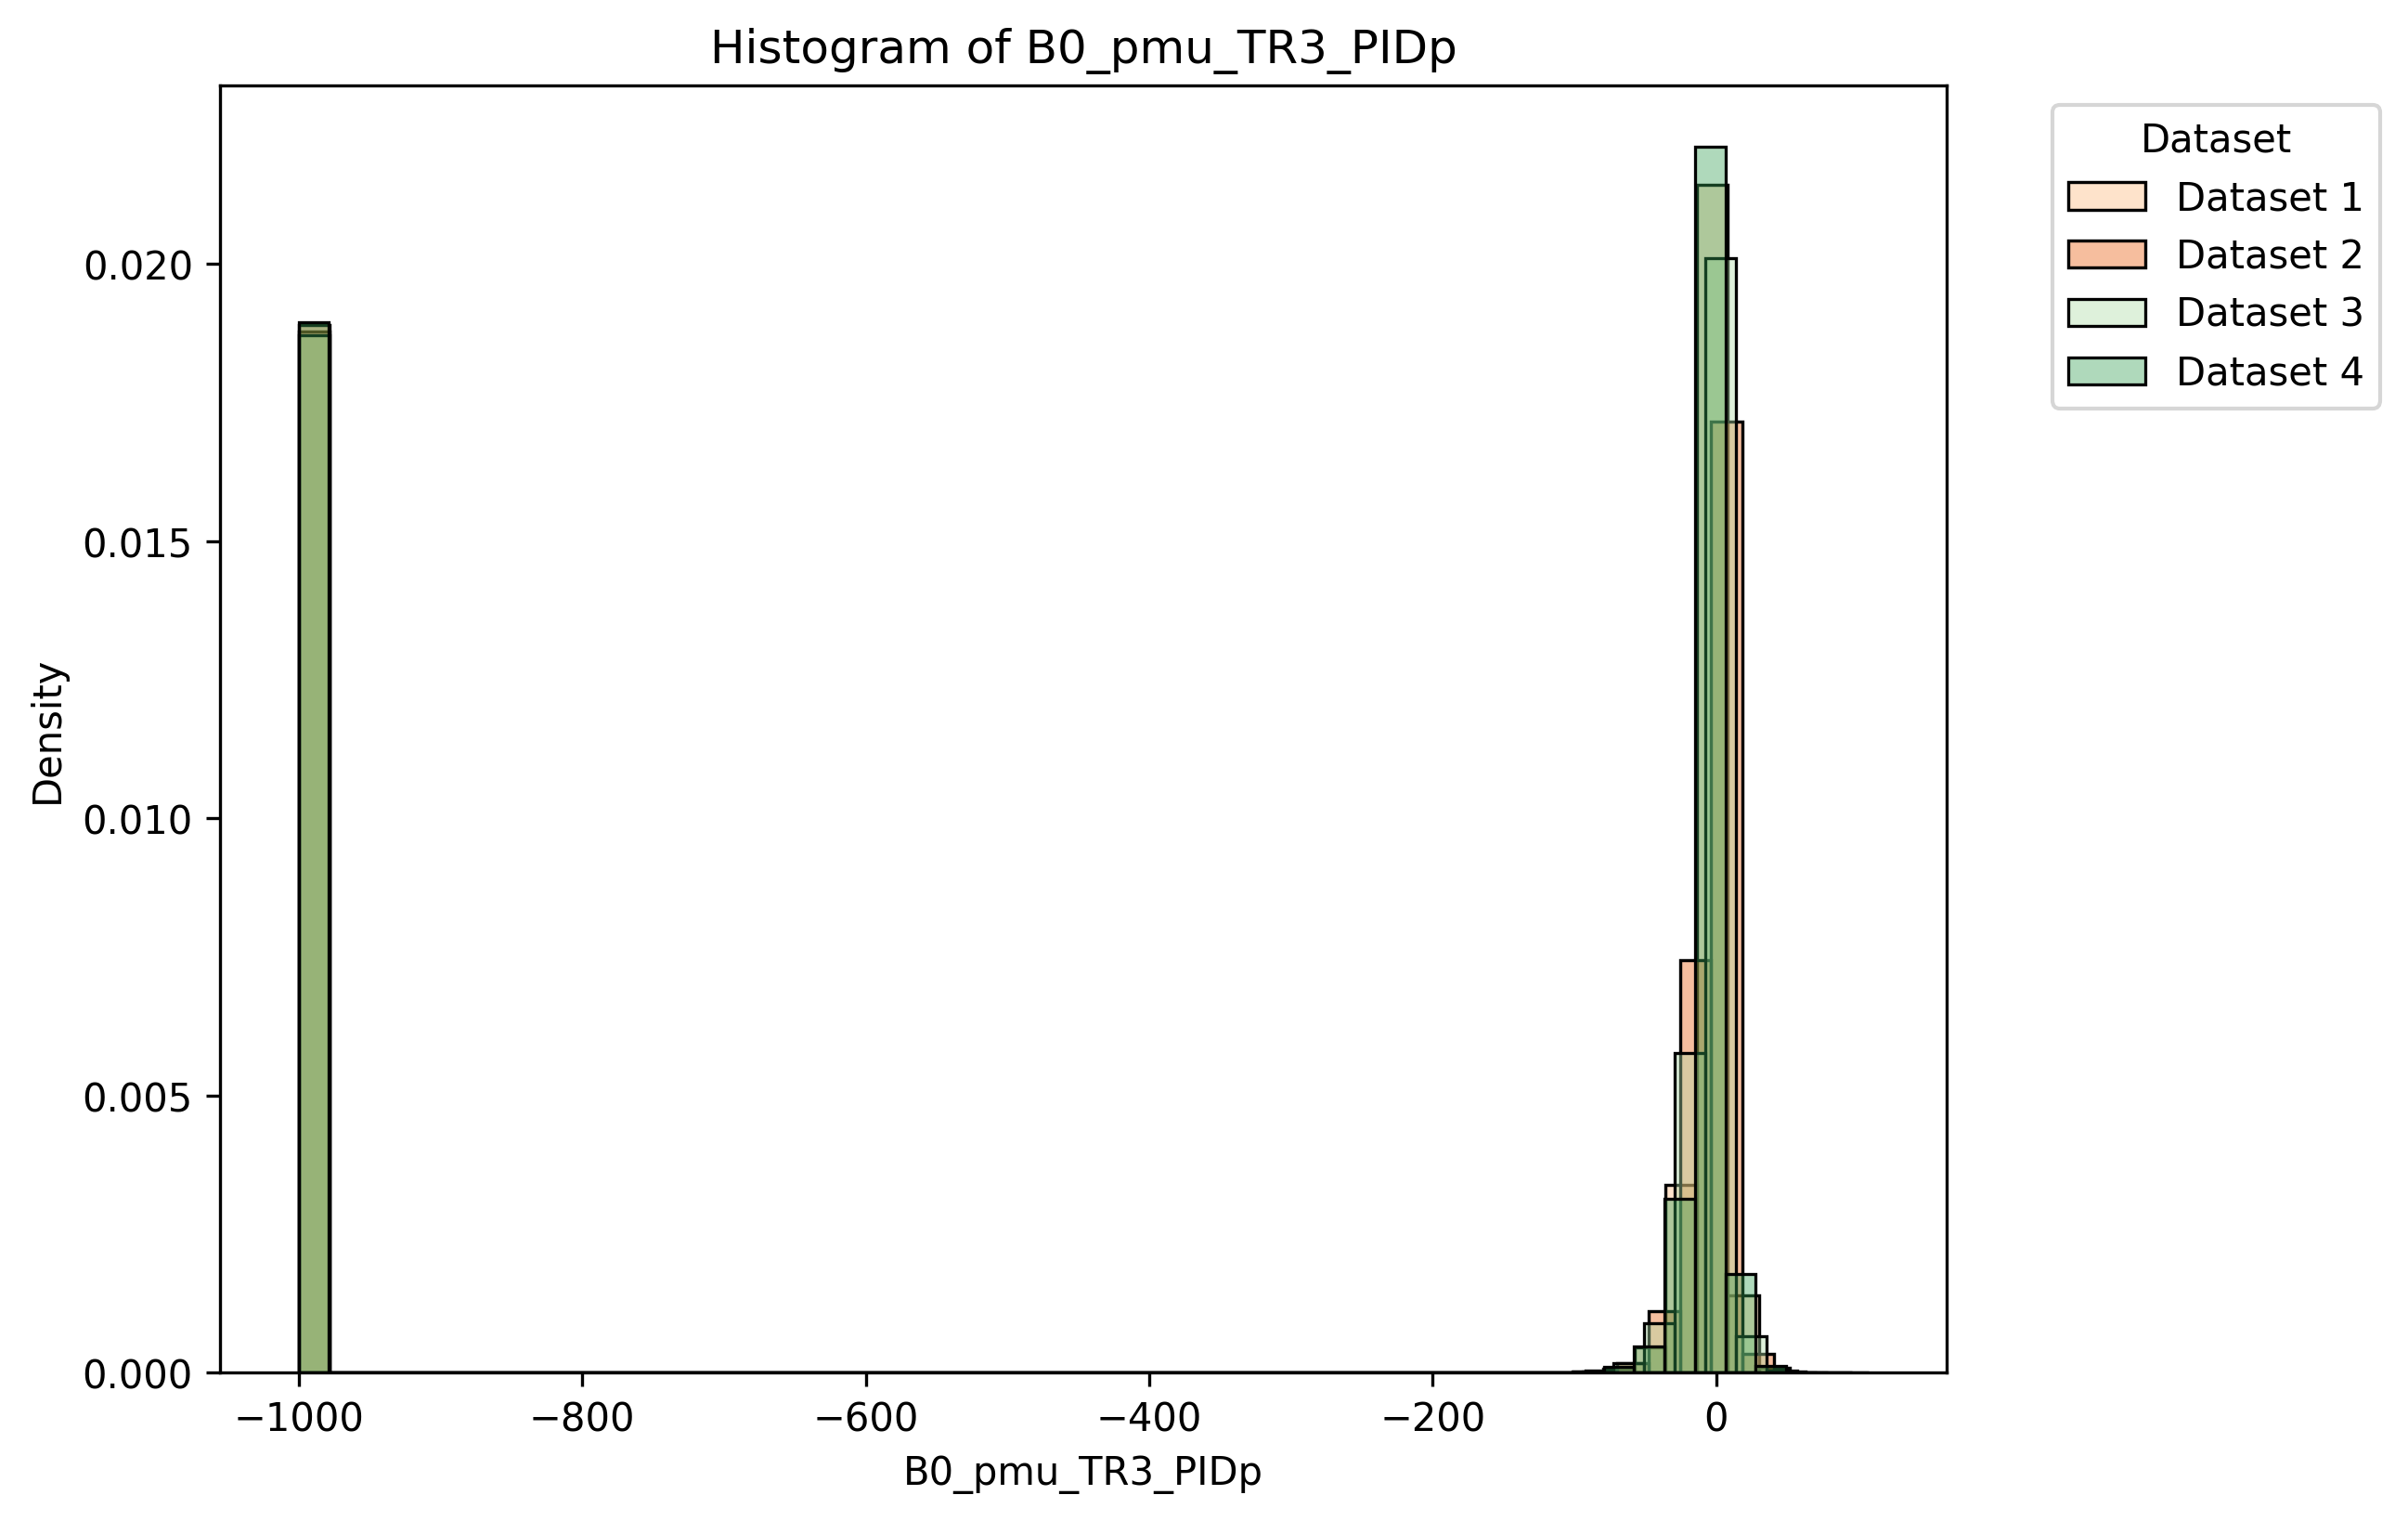 Histogram of B0_pmu_TR3_PIDp
Dataset
Dataset 1
Dataset 2
Dataset 3
Dataset 4
Density
0.020
0.015
0.010
0.005
0.000
−1000
−800
−600
−400
−200
0
B0_pmu_TR3_PIDp